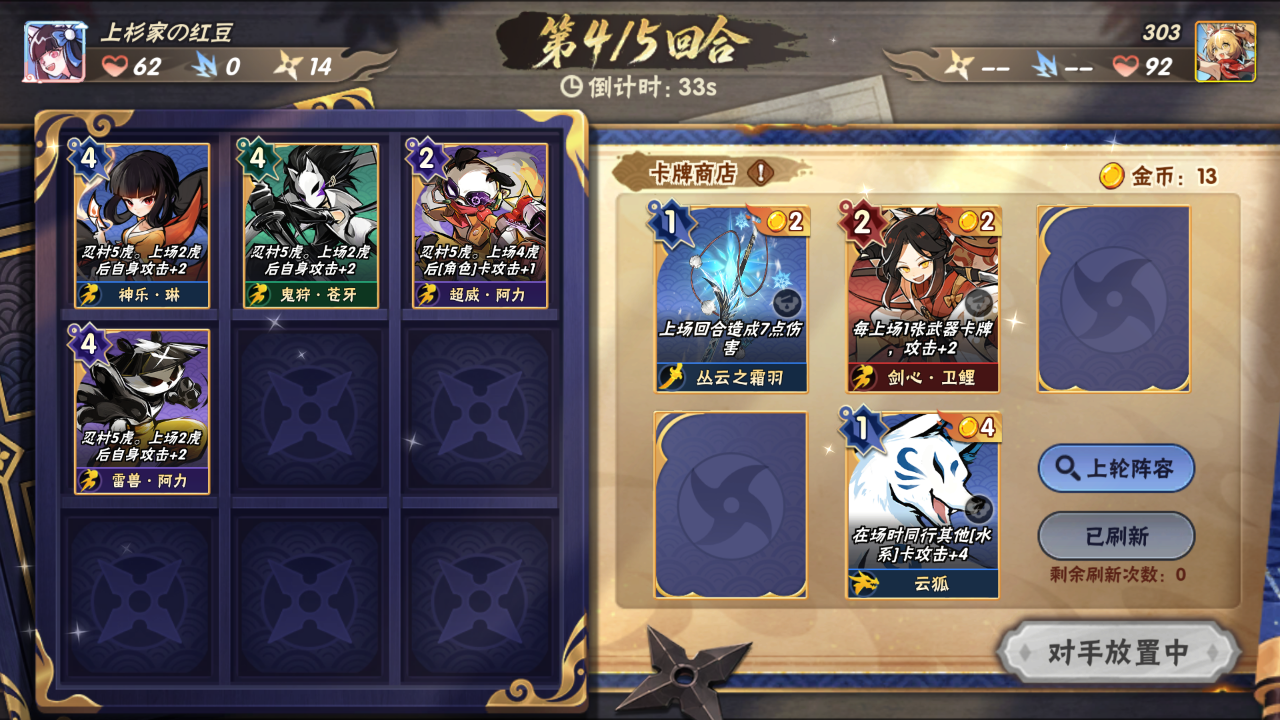 上杉家の红豆
62 0 14
第4/5回合
倒计时：33s
303
-- -- 92
4
忍村5虎。上场2虎
后自身攻击+2
神乐·琳
4
忍村5虎。上场2虎
后自身攻击+2
鬼狩·苍牙
2
忍村5虎。上场4虎
后[角色]卡攻击+1
超威·阿力
4
忍村5虎。上场2虎
后自身攻击+2
雷兽·阿力
卡牌商店 !
金币：13
1
2
上场回合造成7点伤
害
丛云之霜羽
2
2
每上场1张武器卡牌
，攻击+2
剑心·卫鲤
1
4
在场时同行其他[水
系]卡攻击+4
云狐
上轮阵容
已刷新
剩余刷新次数：0
对手放置中